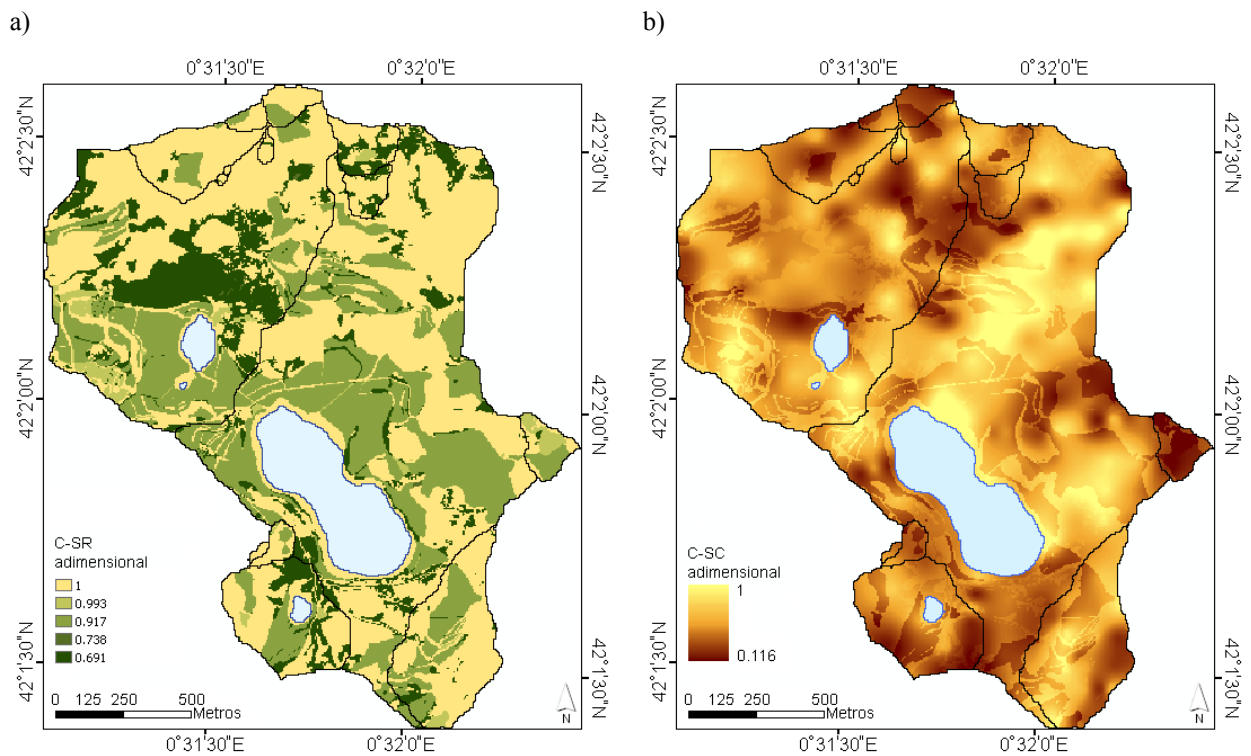 a)
0°31'30"E 0°32'0"E
42°2'30"N
42°2'30"N
42°2'00"N
42°2'00"N
C-SR
adimensional
1
0.993
0.917
0.738
0.691
42°1'30"N
42°1'30"N
0 125 250 500
Metros
N
0°31'30"E 0°32'0"E
b)
0°31'30"E 0°32'0"E
42°2'30"N
42°2'30"N
42°2'00"N
42°2'00"N
C-SC
adimensional
1
0.116
42°1'30"N
42°1'30"N
0 125 250 500
Metros
N
0°31'30"E 0°32'0"E